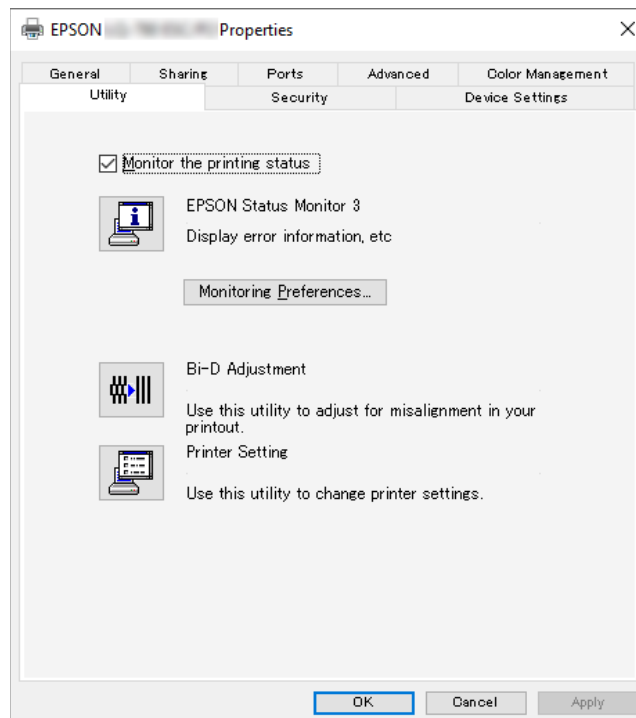 EPSON Properties
General Sharing Ports Advanced Color Management
Utility Security Device Settings
Monitor the printing status
EPSON Status Monitor 3
Display error information, etc
Monitoring Preferences...
Bi-D Adjustment
Use this utility to adjust for misalignment in your
printout.
Printer Setting
Use this utility to change printer settings.
OK Cancel Apply